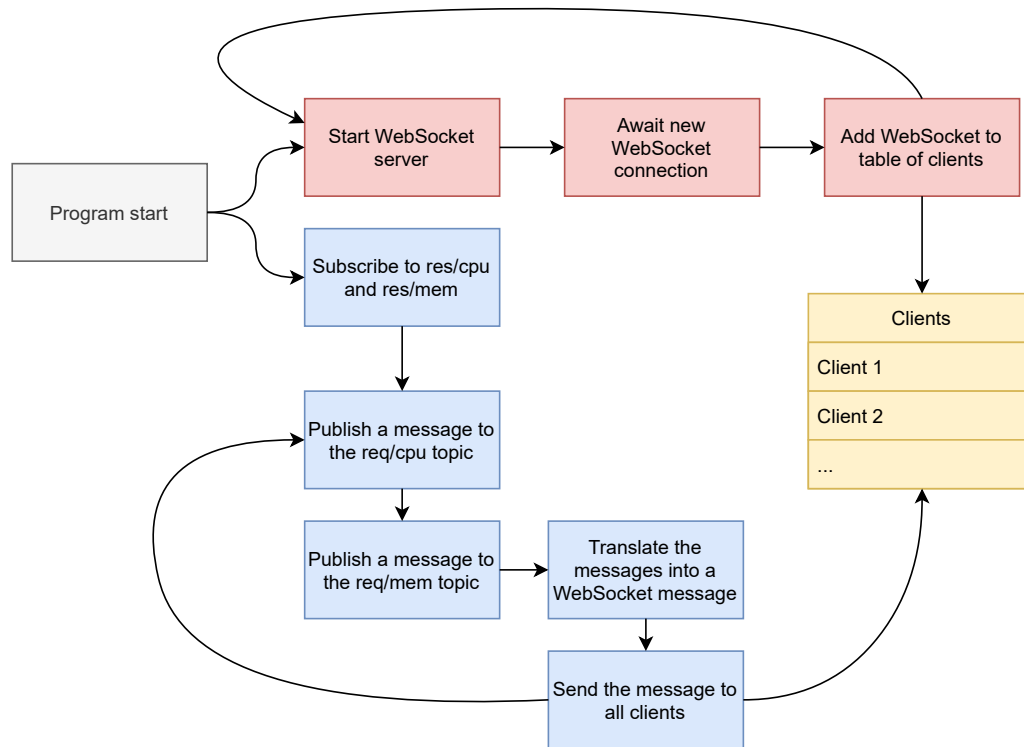 Start WebSocket
server
Await new
WebSocket
connection
Add WebSocket to
table of clients
Program start
Subscribe to res/cpu
and res/mem
Clients
Client 1
Client 2
...
Publish a message to
the req/cpu topic
Publish a message to
the req/mem topic
Translate the
messages into a
WebSocket message
Send the message to
all clients